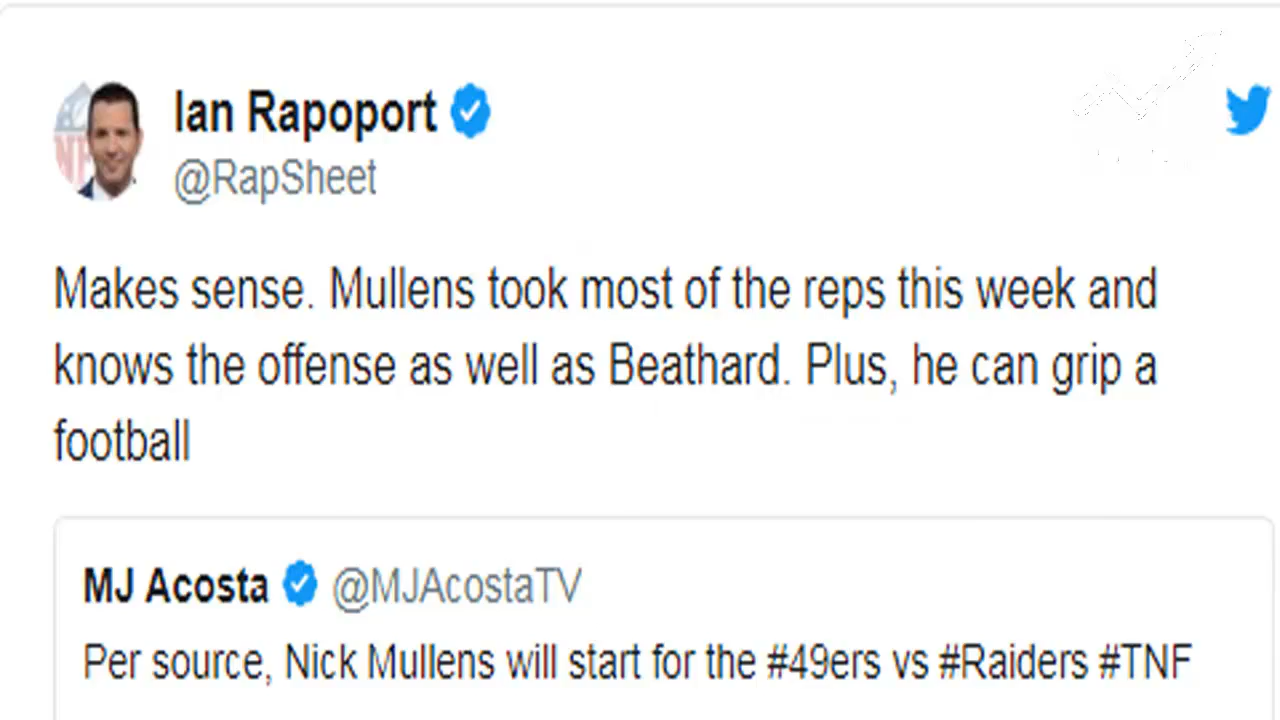 Ian Rapoport
@RapSheet
Makes sense. Mullens took most of the reps this week and
knows the offense as well as Beathard. Plus, he can grip a
football
MJ Acosta @MJAcostaTV
Per source, Nick Mullens will start for the #49ers vs #Raiders #TNF